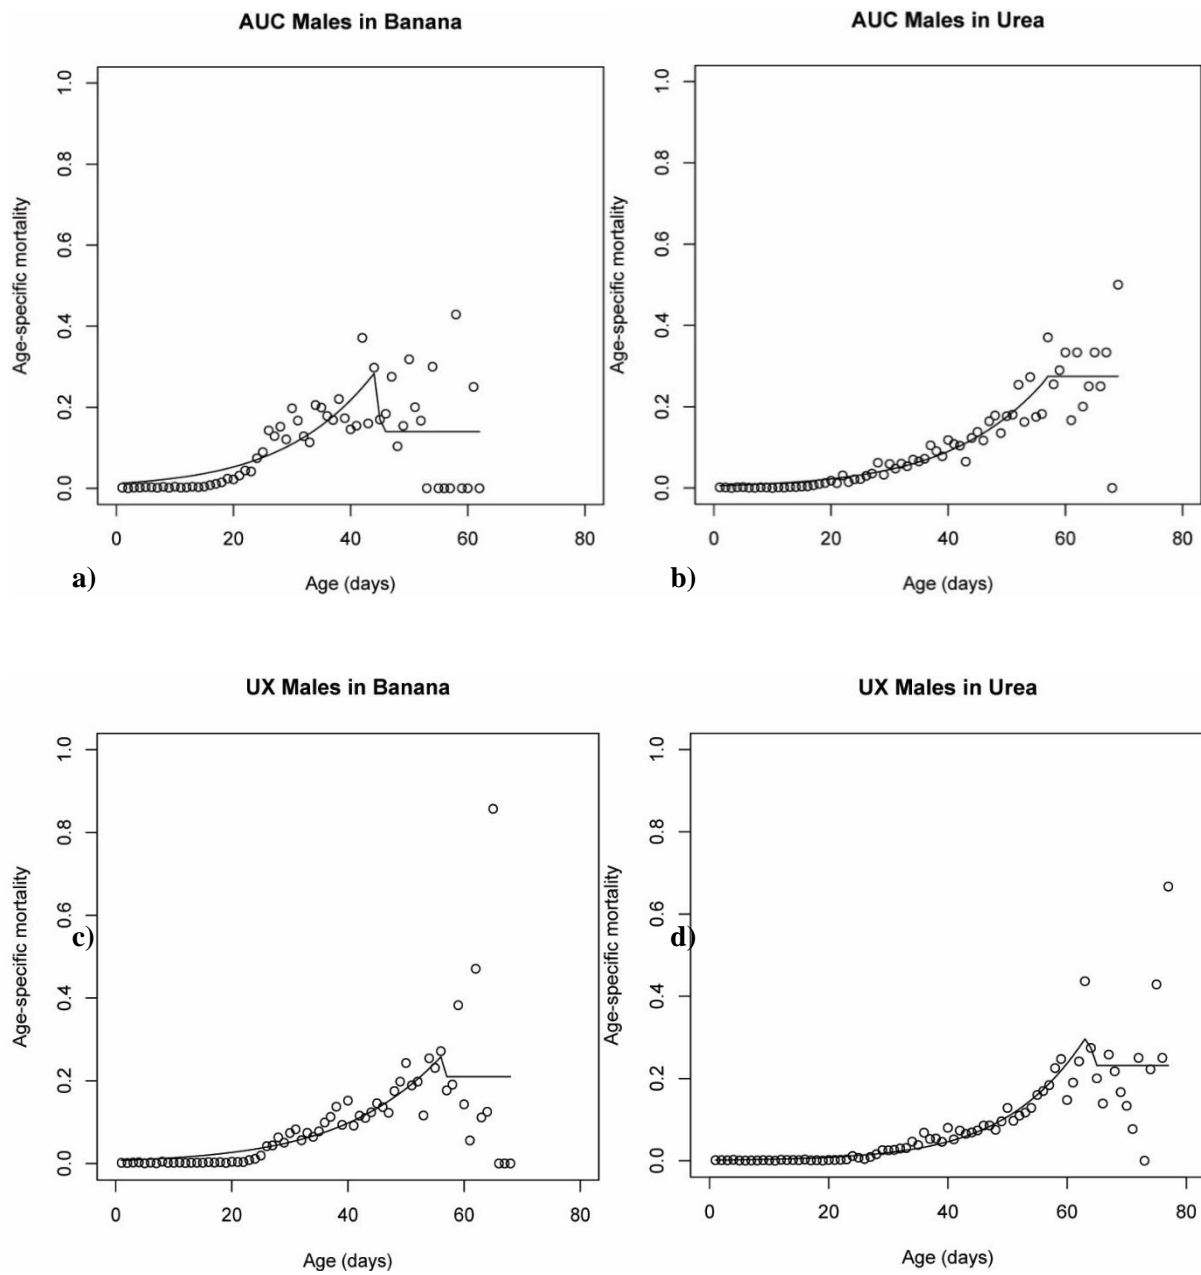 AUC Males in Banana
AUC Males in Urea
Age-specific mortality
1.0
0.8
0.6
0.4
0.2
0.0
0 20 40 60 80
a)
Age (days)
Age-specific mortality
1.0
0.8
0.6
0.4
0.2
0.0
0 20 40 60 80
b)
Age (days)
UX Males in Banana
UX Males in Urea
Age-specific mortality
1.0
0.8
0.6
0.4
0.2
0.0
c)
0 20 40 60 80
Age (days)
Age-specific mortality
1.0
0.8
0.6
0.4
0.2
0.0
d)
0 20 40 60 80
Age (days)